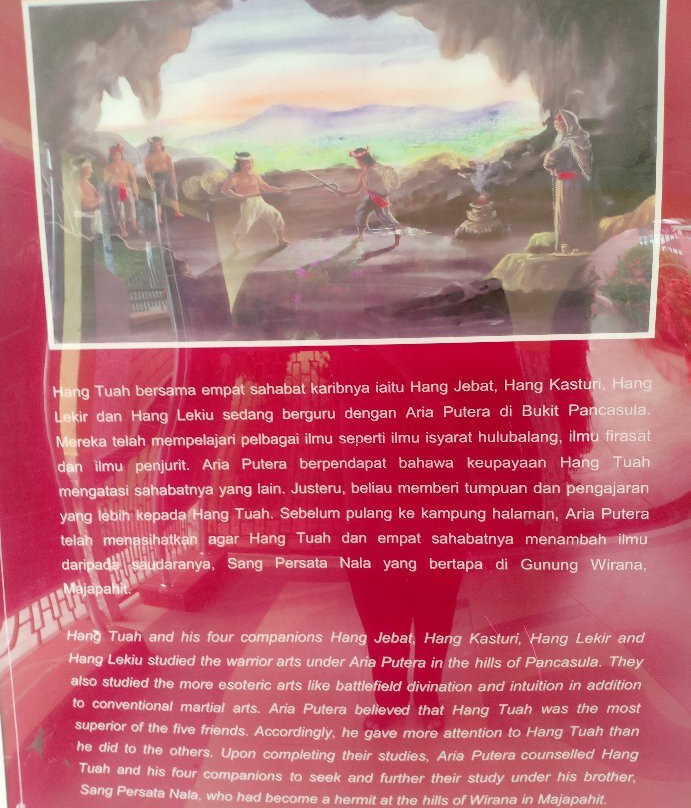 Hang Tuah bersama empat sahabat karibnya iaitu Hang Jebat, Hang Kasturi, Hang
Lekir dan Hang Lekiu sedang berguru dengan Aria Putera di Bukit Pancasula.
Mereka telah mempelajari pelbagai ilmu seperti ilmu isyarat hulubalang, ilmu firasat
dan ilmu penjurit. Aria Putera berpendapat bahawa keupayaan Hang Tuah
mengatasi sahabatnya yang lain. Justeru, beliau memberi tumpuan dan pengajaran
yang lebih kepada Hang Tuah. Sebelum pulang ke kampung halaman, Aria Putera
telah menasihatkan agar Hang Tuah dan empat sahabatnya menambah ilmu
daripada saudaranya, Sang Persata Nala yang bertapa di Gunung Wirana,
Majapahit.
Hang Tuah and his four companions Hang Jebat, Hang Kasturi, Hang Lekir and
Hang Lekiu studied the warrior arts under Aria Putera in the hills of Pancasula. They
also studied the more esoteric arts like battlefield divination and intuition in addition
to conventional martial arts. Aria Putera believed that Hang Tuah was the most
superior of the five friends. Accordingly, he gave more attention to Hang Tuah than
he did to the others. Upon completing their studies, Aria Putera counselled Hang
Tuah and his four companions to seek and further their study under his brother,
Sang Persata Nala, who had become a hermit at the hills of Wirana in Majapahit.